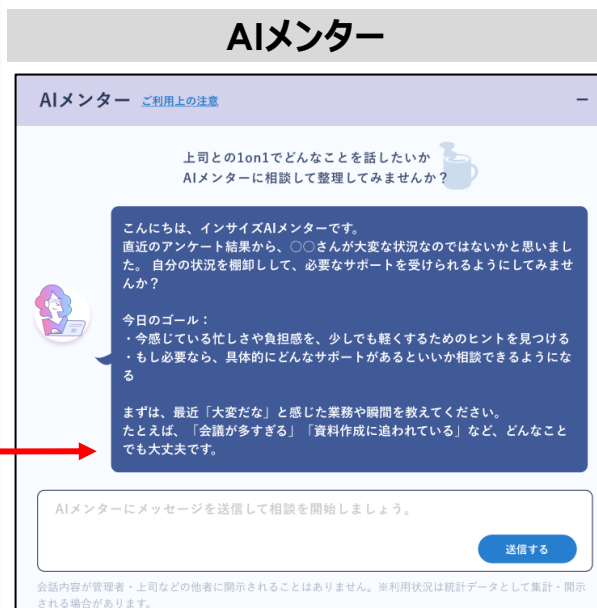 AIメンター
AIメンター ご利用上の注意
上司との1on1でどんなことを話したいか
AIメンターに相談して整理してみませんか?
こんにちは、インサイズAIメンターです。
直近のアンケート結果から、○○さんが大変な状況なのではないかと思いまし
た。 自分の状況を棚卸しして、必要なサポートを受けられるようにしてみませ
んか?
今日のゴール：
・今感じている忙しさや負担感を、少しでも軽くするためのヒントを見つける
・もし必要なら、具体的にどんなサポートがあるといいか相談できるようにな
る
まずは、最近「大変だな」と感じた業務や瞬間を教えてください。
たとえば、「会議が多すぎる」「資料作成に追われている」など、どんなこと
でも大丈夫です。
AIメンターにメッセージを送信して相談を開始しましょう。
送信する
会話内容が管理者・上司などの他者に開示されることはありません。※利用状況は統計データとして集計・開示
される場合があります。